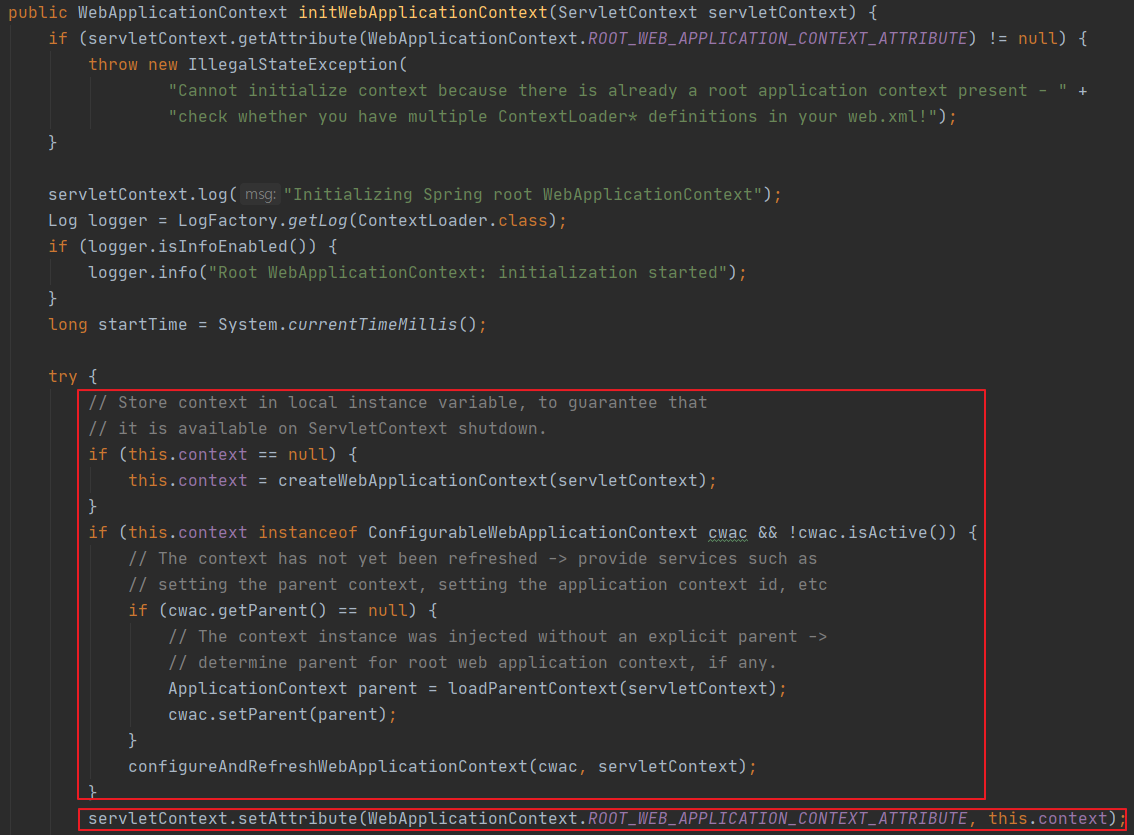 public WebApplicationContext initWebApplicationContext(ServletContext servletContext) {
    if (servletContext.getAttribute(WebApplicationContext.ROOT_WEB_APPLICATION_CONTEXT_ATTRIBUTE) != null) {
        throw new IllegalStateException(
                "Cannot initialize context because there is already a root application context present - " +
                "check whether you have multiple ContextLoader* definitions in your web.xml!");
    }

    servletContext.log( msg: "Initializing Spring root WebApplicationContext");
    Log logger = LogFactory.getLog(ContextLoader.class);
    if (logger.isInfoEnabled()) {
        logger.info("Root WebApplicationContext: initialization started");
    }
    long startTime = System.currentTimeMillis();

    try {
        // Store context in local instance variable, to guarantee that
        // it is available on ServletContext shutdown.
        if (this.context == null) {
            this.context = createWebApplicationContext(servletContext);
        }
        if (this.context instanceof ConfigurableWebApplicationContext cwac && !cwac.isActive()) {
            // The context has not yet been refreshed -> provide services such as
            // setting the parent context, setting the application context id, etc
            if (cwac.getParent() == null) {
                // The context instance was injected without an explicit parent ->
                // determine parent for root web application context, if any.
                ApplicationContext parent = loadParentContext(servletContext);
                cwac.setParent(parent);
            }
            configureAndRefreshWebApplicationContext(cwac, servletContext);
        }
        servletContext.setAttribute(WebApplicationContext.ROOT_WEB_APPLICATION_CONTEXT_ATTRIBUTE, this.context);